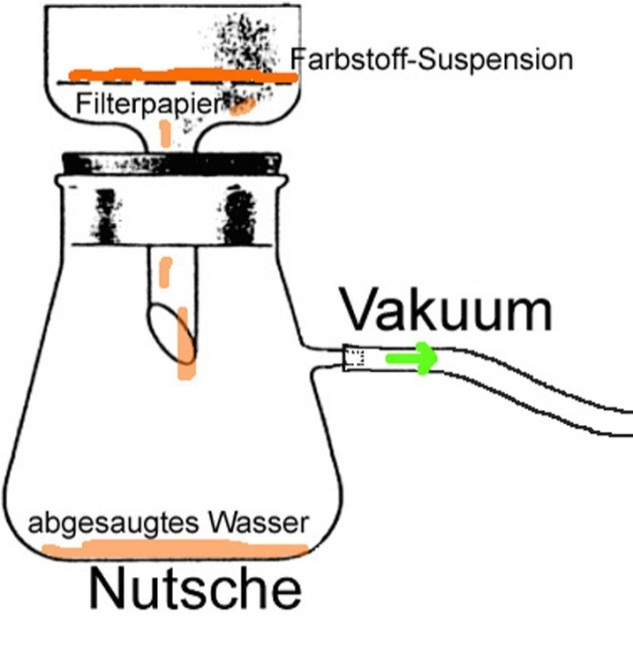 Farbstoff-Suspension
Filterpapier
Vakuum
abgesaugtes Wasser
Nutsche